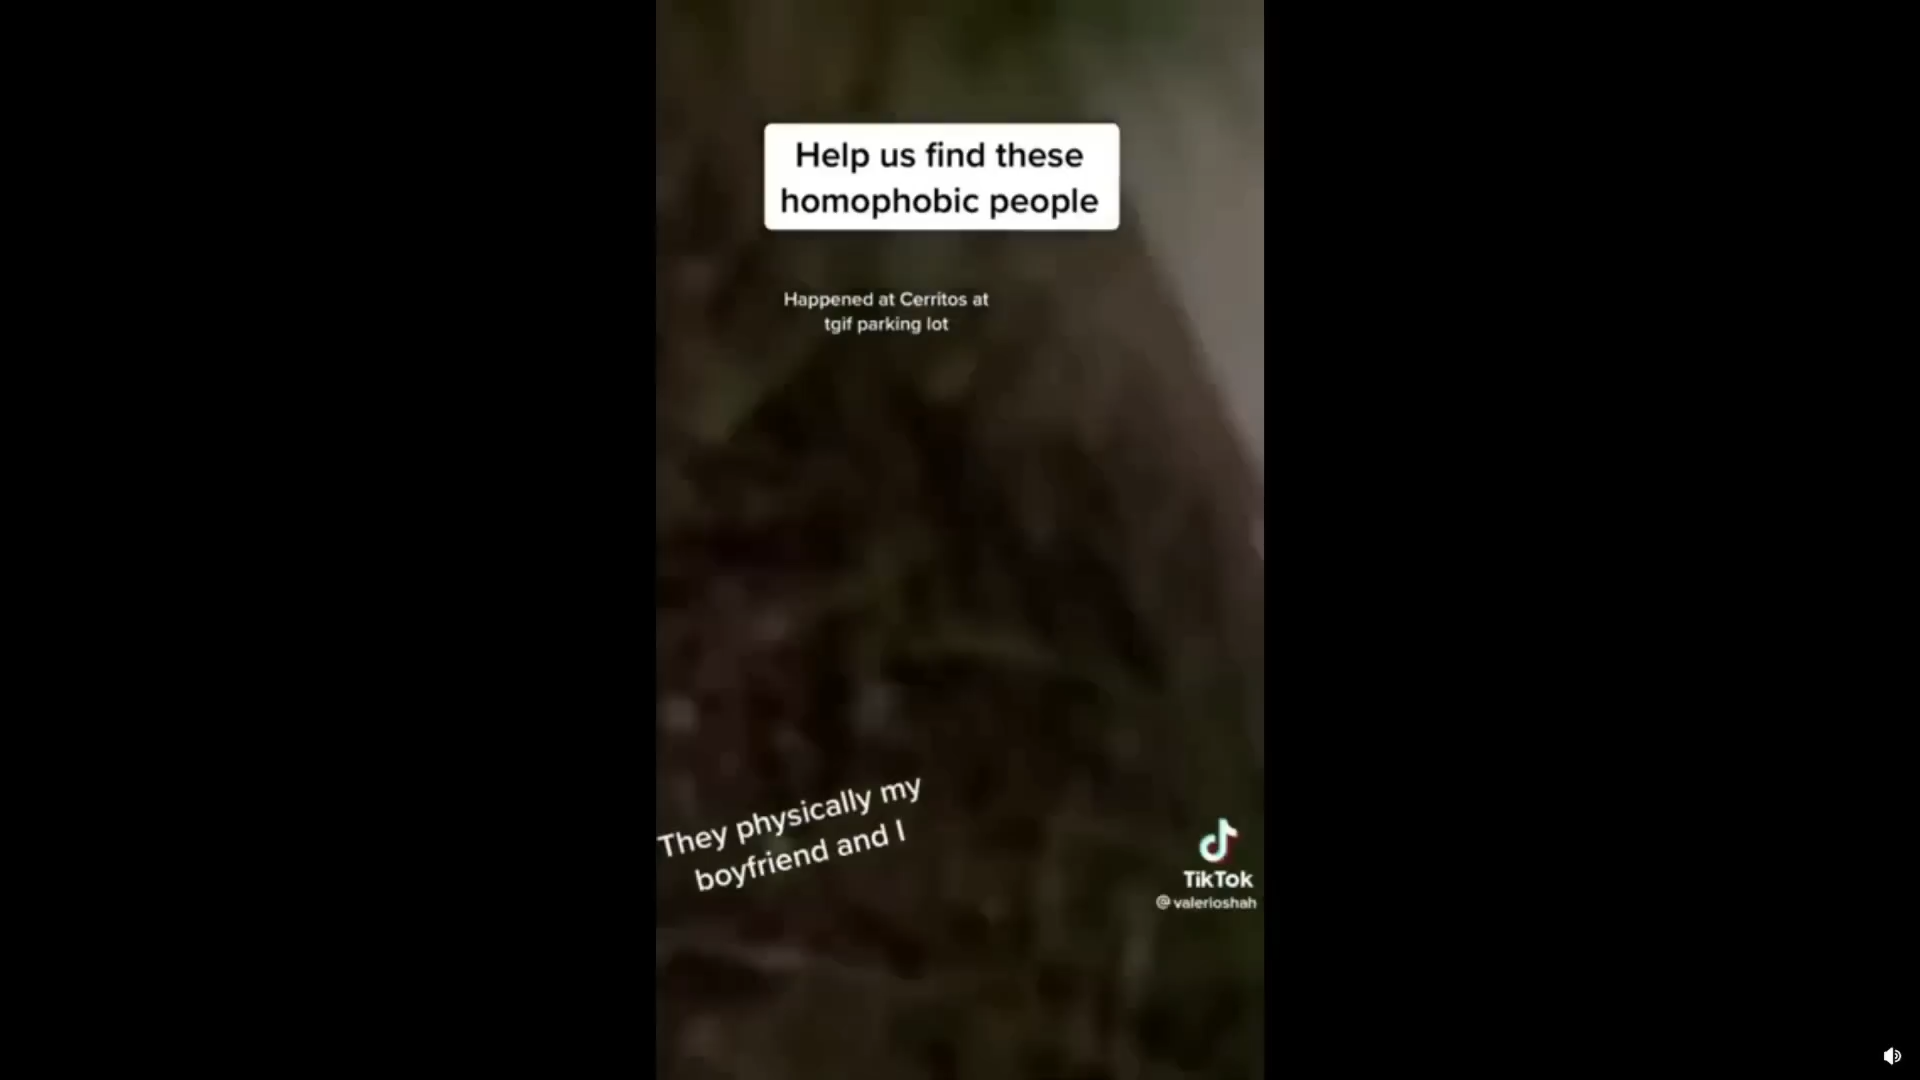 Help us find these
homophobic people
Happened at Cerritos at
tgif parking lot
They physically my
boyfriend and I
TikTok
@valerioshah